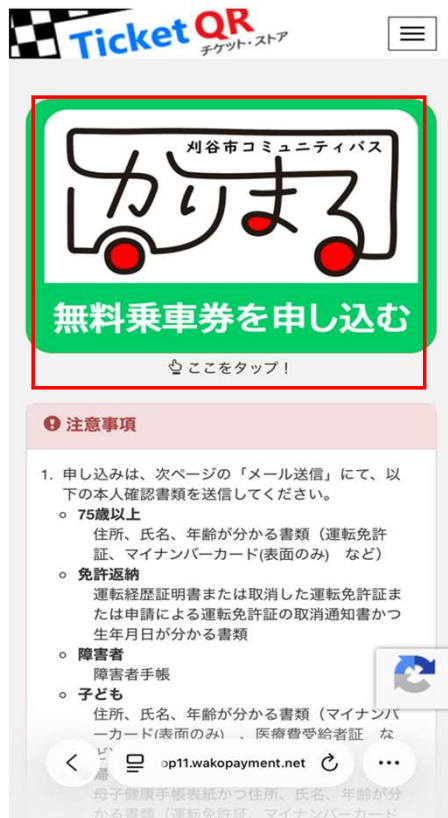 Ticket QR
チケット・ストア
刈谷市コミュニティバス
かりまる
無料乗車券を申し込む
ここをタップ！
注意事項
1. 申し込みは、次ページの「メール送信」にて、以
下の本人確認書類を送信してください。
75歳以上
住所、氏名、年齢が分かる書類（運転免許
証、マイナンバーカード(表面のみ) など）
免許返納
運転経歴証明書または取消した運転免許証ま
たは申請による運転免許証の取消通知書かつ
生年月日が分かる書類
障害者
障害者手帳
子ども
住所、氏名、年齢が分かる書類（マイナンバ
ーカード(表面のみ) 、医療費受給者証 な
op11.wakopayment.net
母子健康手帳表紙かつ住所、氏名、年齢が分
かる書類（運転免許証、マイナンバーカード